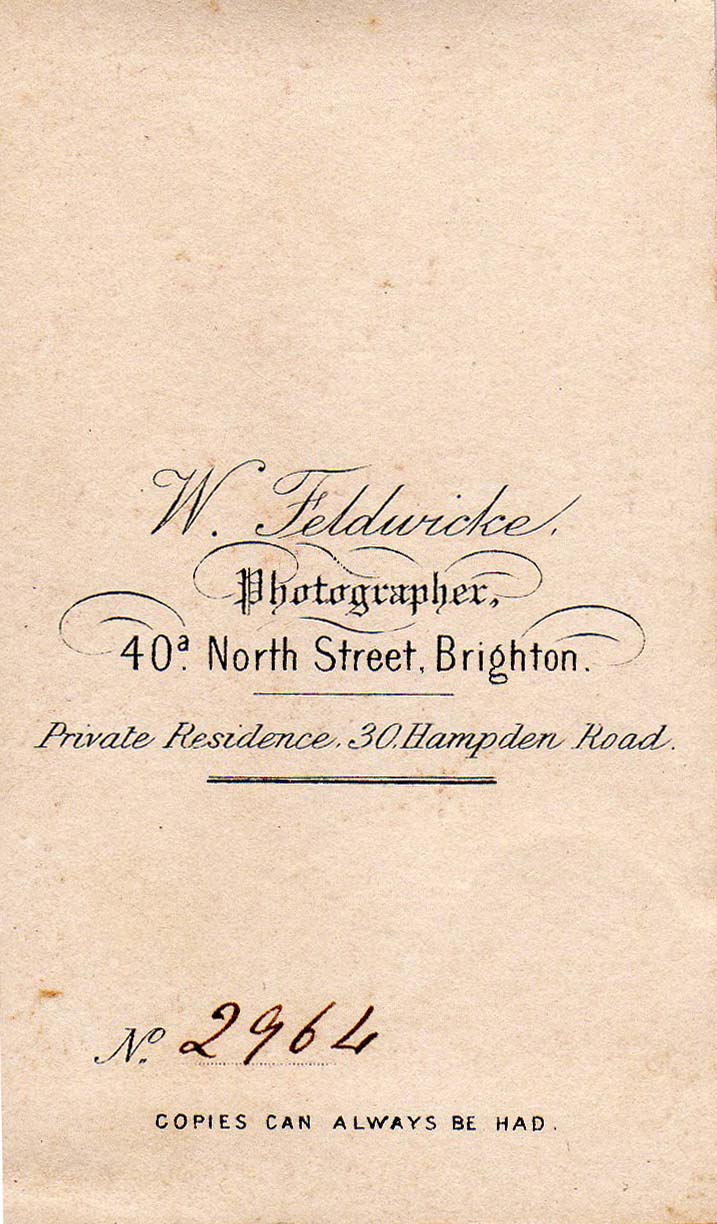 W. Feldwicke,
Photographer,
40ª. North Street, Brighton.
Private Residence. 30, Hampden Road.
No. 2964
COPIES CAN ALWAYS BE HAD.